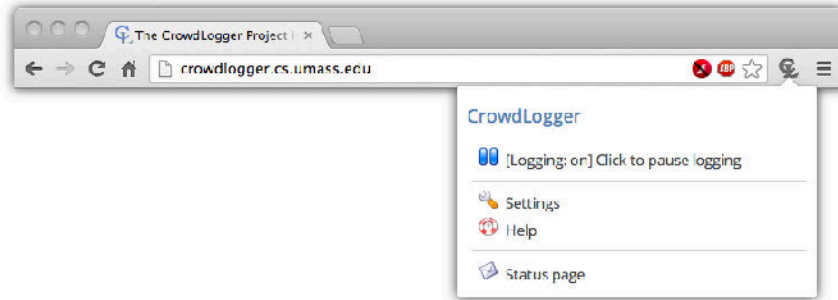 The CrowdLogger Project
crowdlogger.cs.umass.edu
ABP
CrowdLogger
[Logging: on] Click to pause logging
Settings
Help
Status page